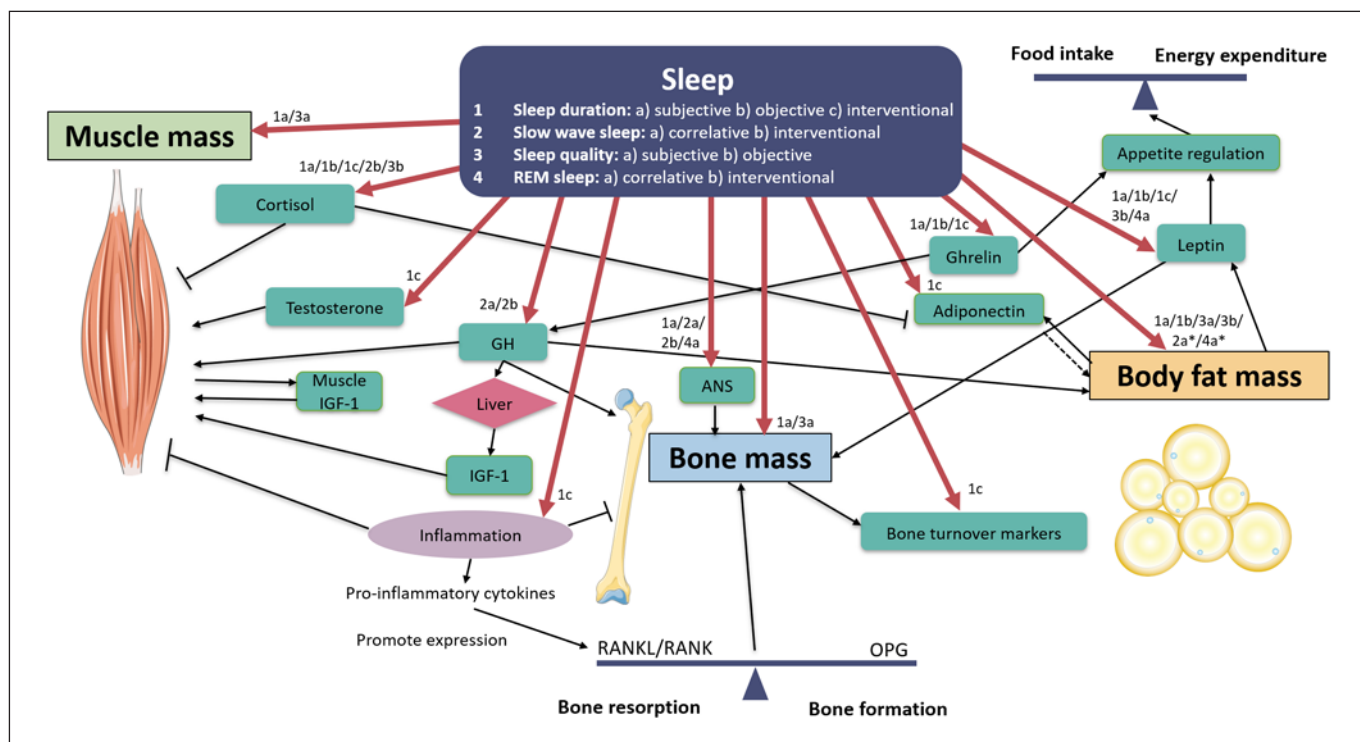 Sleep
1 Sleep duration: a) subjective b) objective c) interventional
2 Slow wave sleep: a) correlative b) interventional
3 Sleep quality: a) subjective b) objective
4 REM sleep: a) correlative b) interventional
Food intake
Energy expenditure
Muscle mass
1a/3a
Appetite regulation
1a/1b/1c/2b/3b
Cortisol
1a/1b/1c/
3b/4a
1a/1b/1c
Ghrelin
Leptin
1c
Testosterone
2a/2b
1c
Adiponectin
GH
1a/2a/
2b/4a
1a/1b/3a/3b/
2a*/4a*
Body fat mass
ANS
Muscle
IGF-1
Liver
1a/3a
Bone mass
IGF-1
1c
1c
Inflammation
Bone turnover markers
Pro-inflammatory cytokines
Promote expression
RANKL/RANK
OPG
Bone resorption
Bone formation